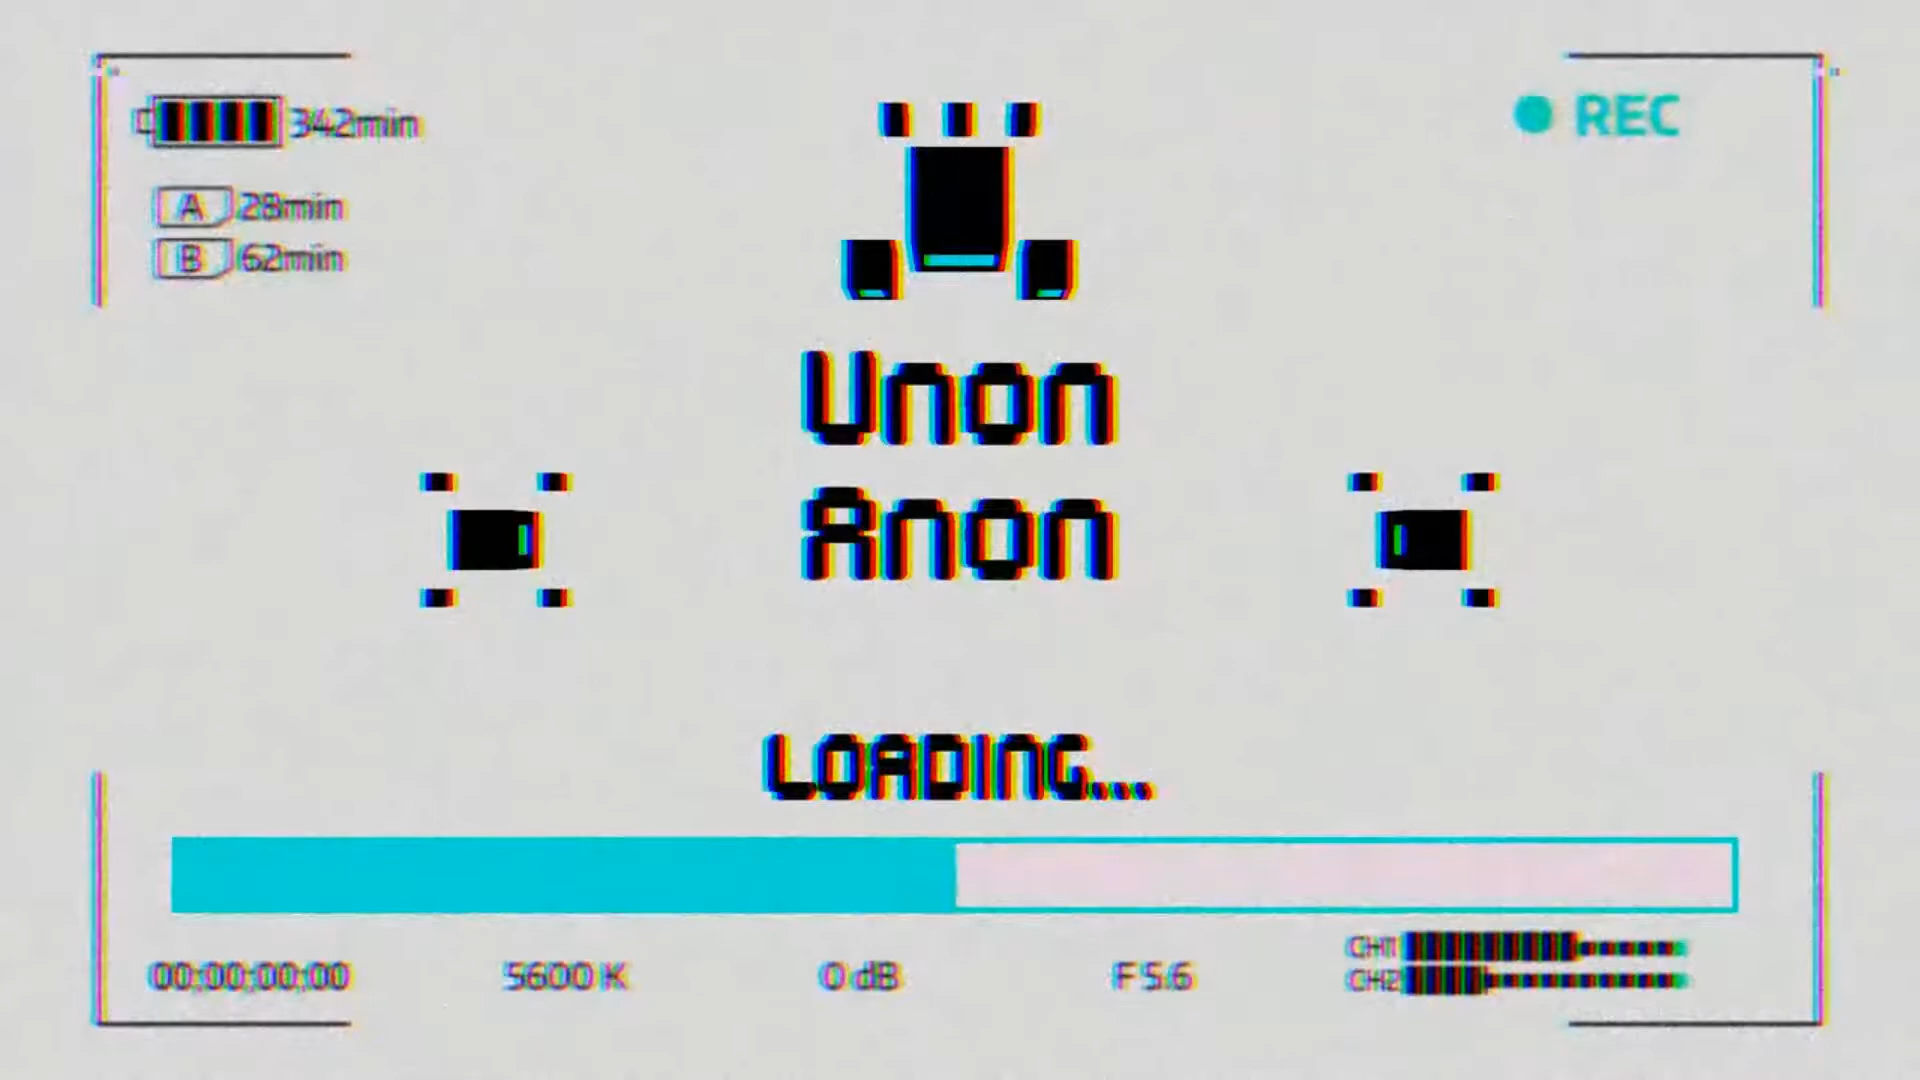 342min
REC
A 28min
B 62min
Unon
Anon
LOADING...
00;00;00;00
5600 K
0 dB
F 5.6
CH1
CH2